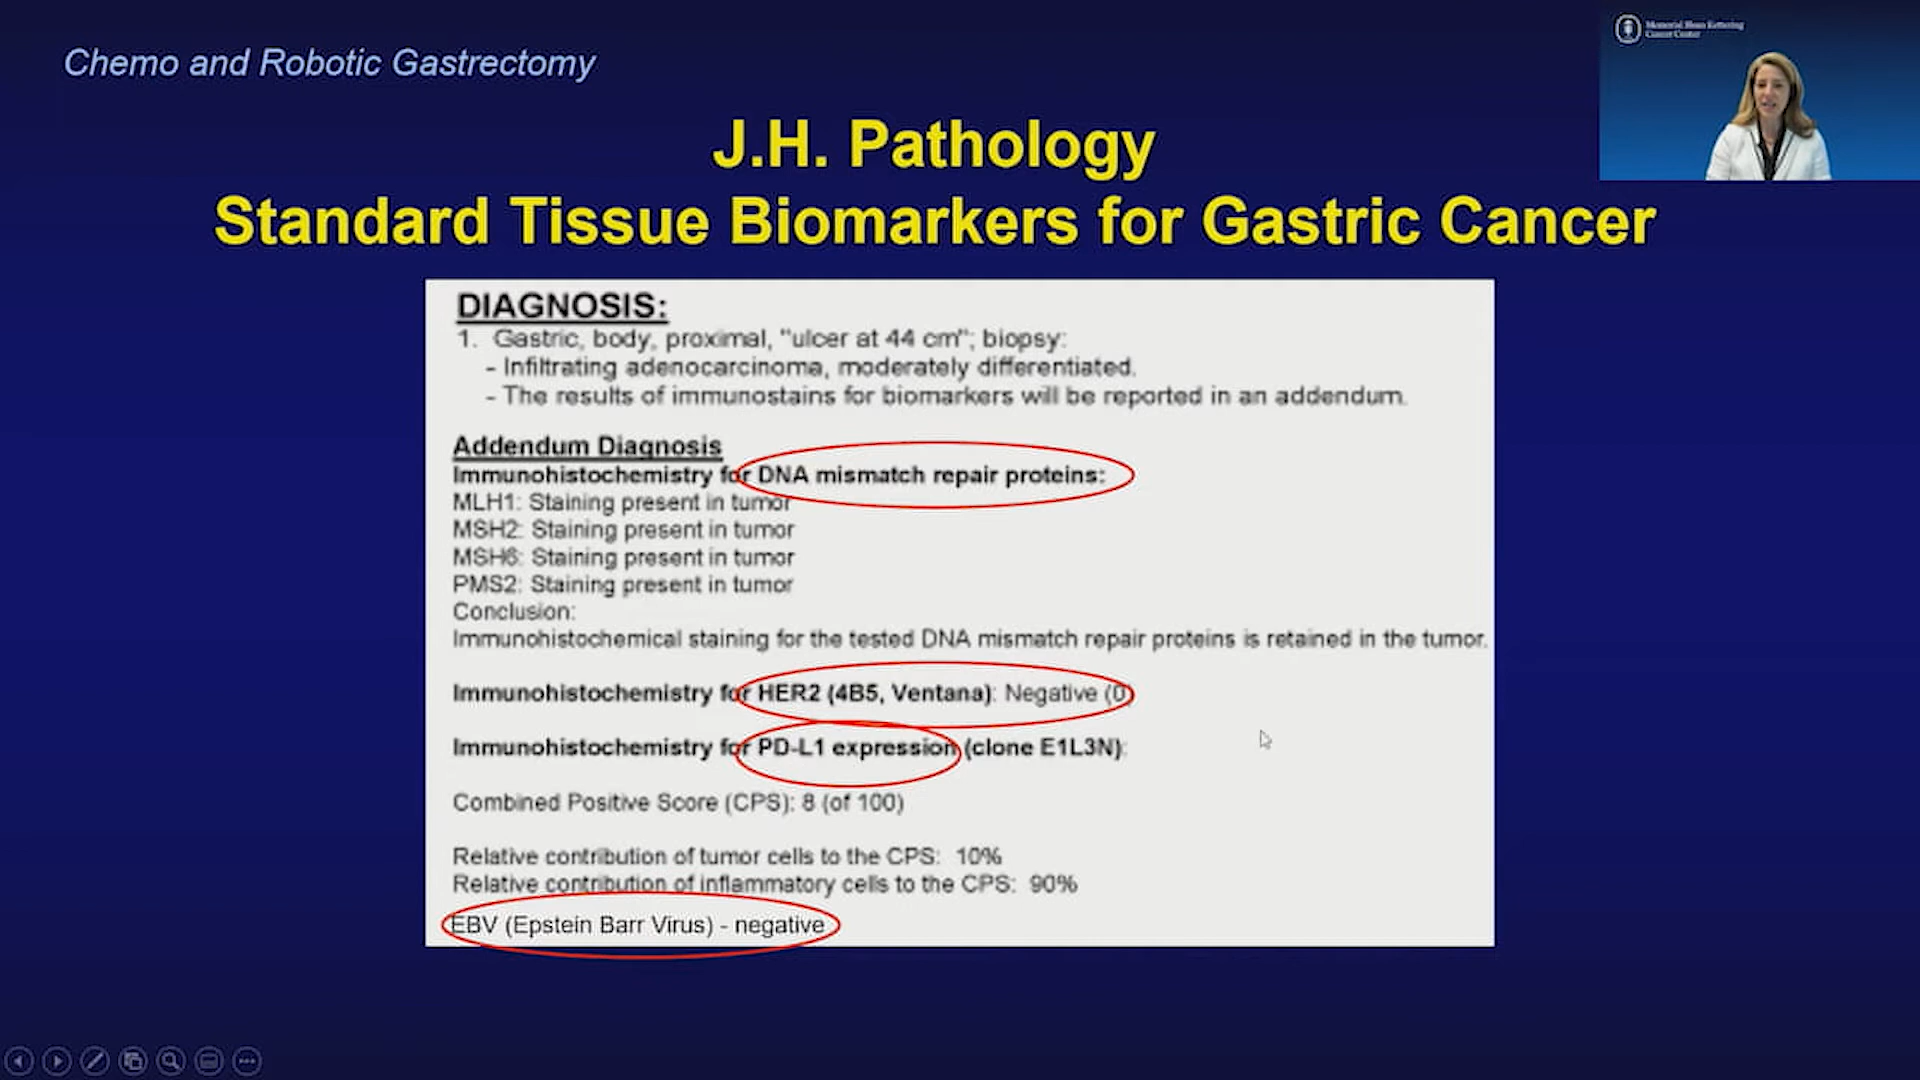 Chemo and Robotic Gastrectomy
Memorial Sloan Kettering
Cancer Center
J.H. Pathology
Standard Tissue Biomarkers for Gastric Cancer
DIAGNOSIS:
1. Gastric, body, proximal, "ulcer at 44 cm"; biopsy:
- Infiltrating adenocarcinoma, moderately differentiated.
- The results of immunostains for biomarkers will be reported in an addendum.
Addendum Diagnosis
Immunohistochemistry for DNA mismatch repair proteins:
MLH1: Staining present in tumor
MSH2: Staining present in tumor
MSH6: Staining present in tumor
PMS2: Staining present in tumor
Conclusion:
Immunohistochemical staining for the tested DNA mismatch repair proteins is retained in the tumor.
Immunohistochemistry for HER2 (4B5, Ventana): Negative (0)
Immunohistochemistry for PD-L1 expression (clone E1L3N):
Combined Positive Score (CPS): 8 (of 100)
Relative contribution of tumor cells to the CPS: 10%
Relative contribution of inflammatory cells to the CPS: 90%
EBV (Epstein Barr Virus) - negative